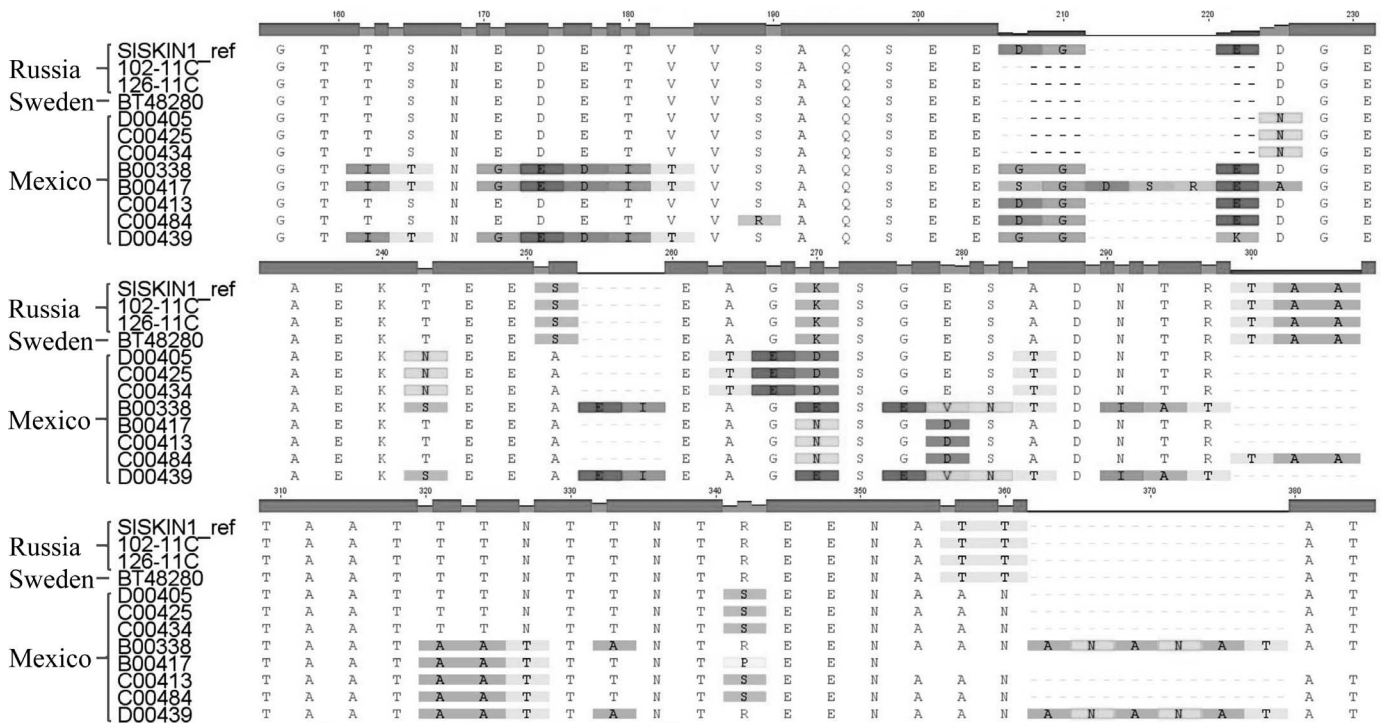 160 170 180 190 200 210 220 230
SISKIN1_ref G T T S N E D E T V V S A Q S E E D G - - - - - - - - - E D G E
Russia 102-11C G T T S N E D E T V V S A Q S E E - - - - - - - - - - - - - - - - - - D G E
126-11C G T T S N E D E T V V S A Q S E E - - - - - - - - - - - - - - - - - - D G E
Sweden BT48280 G T T S N E D E T V V S A Q S E E - - - - - - - - - - - - - - - - - - D G E
D00405 G T T S N E D E T V V S A Q S E E - - - - - - - - - - - - - - - - - - N G E
C00425 G T T S N E D E T V V S A Q S E E - - - - - - - - - - - - - - - - - - N G E
C00434 G T T S N E D E T V V S A Q S E E - - - - - - - - - - - - - - - - - - N G E
B00338 G T I T N G E D I T V S A Q S E E G G - - - - - - - - - E D G E
Mexico B00417 G T I T N G E D I T V S A Q S E E S G D S R E A G E
C00413 G T T S N E D E T V V S A Q S E E D G - - - - - - - - - E D G E
C00484 G T T S N E D E T V V R A Q S E E D G - - - - - - - - - E D G E
D00439 G T I T N G E D I T V S A Q S E E G G - - - - - - - - - K D G E
240 250 260 270 280 290 300
SISKIN1_ref A E K T E E S - - - - - - E A G K S G E S A D N T R T A A
Russia 102-11C A E K T E E S - - - - - - E A G K S G E S A D N T R T A A
126-11C A E K T E E S - - - - - - E A G K S G E S A D N T R T A A
Sweden BT48280 A E K T E E S - - - - - - E A G K S G E S A D N T R T A A
D00405 A E K N E E A - - - - - - E T E D S G E S T D N T R - - - - - - - - -
C00425 A E K N E E A - - - - - - E T E D S G E S T D N T R - - - - - - - - -
C00434 A E K N E E A - - - - - - E T E D S G E S T D N T R - - - - - - - - -
B00338 A E K S E E A E I E A G E S E V N T D I A T - - - - - - - - -
Mexico B00417 A E K T E E A - - - - - - E A G N S G D S A D N T R - - - - - - - - -
C00413 A E K T E E A - - - - - - E A G N S G D S A D N T R - - - - - - - - -
C00484 A E K T E E A - - - - - - E A G N S G D S A D N T R T A A
D00439 A E K S E E A E I E A G E S E V N T D I A T - - - - - - - - -
310 320 330 340 350 360 370 380
SISKIN1_ref T A A T T T N T T N T R E E N A T T - - - - - - - - - - - - - - - - - - A T
Russia 102-11C T A A T T T N T T N T R E E N A T T - - - - - - - - - - - - - - - - - - A T
126-11C T A A T T T N T T N T R E E N A T T - - - - - - - - - - - - - - - - - - A T
Sweden BT48280 T A A T T T N T T N T R E E N A T T - - - - - - - - - - - - - - - - - - A T
D00405 T A A T T T N T T N T S E E N A A N - - - - - - - - - - - - - - - - - - A T
C00425 T A A T T T N T T N T S E E N A A N - - - - - - - - - - - - - - - - - - A T
C00434 T A A T T T N T T N T S E E N A A N - - - - - - - - - - - - - - - - - - A T
B00338 T A A T A A T T A N T R E E N A A N A N A N A T A T
Mexico B00417 T A A T A A T T T N T P E E N
C00413 T A A T A A T T T N T S E E N A A N - - - - - - - - - - - - - - - - - - A T
C00484 T A A T A A T T T N T S E E N A A N - - - - - - - - - - - - - - - - - - A T
D00439 T A A T A A T T A N T R E E N A A N A N A N A T A T